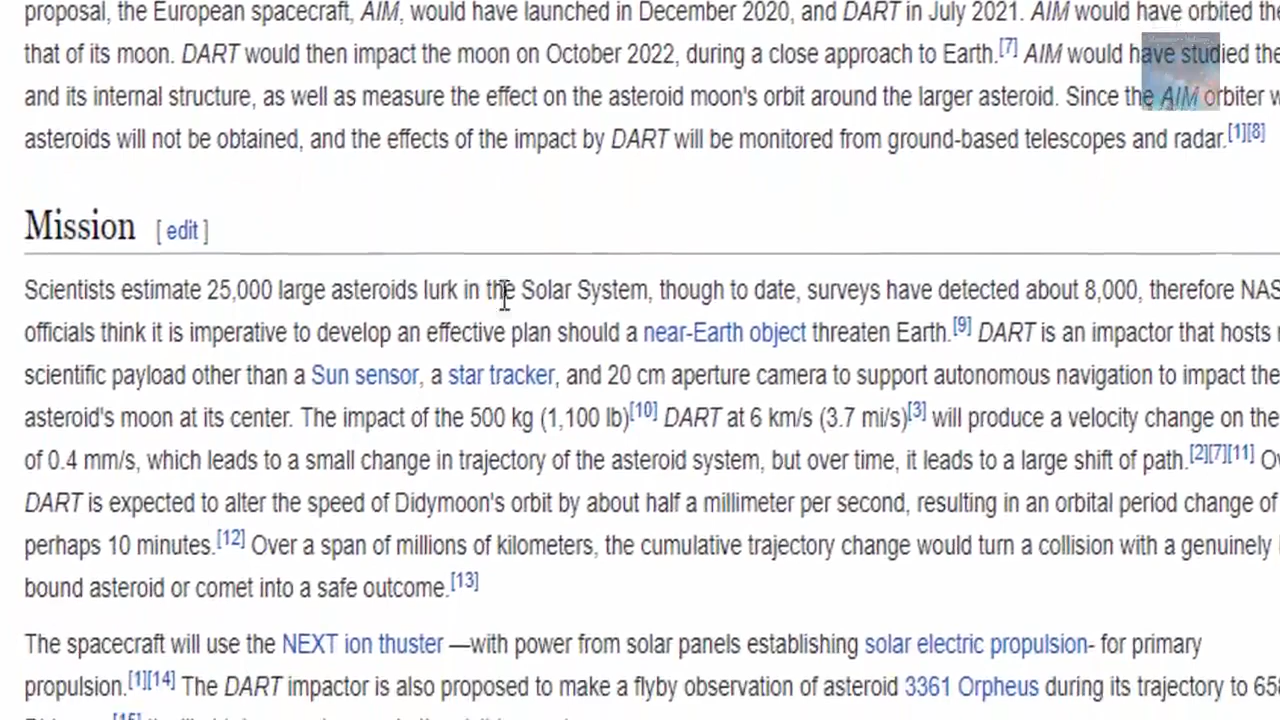 proposal, the European spacecraft, AIM, would have launched in December 2020, and DART in July 2021. AIM would have orbited the
that of its moon. DART would then impact the moon on October 2022, during a close approach to Earth.[7] AIM would have studied the
and its internal structure, as well as measure the effect on the asteroid moon's orbit around the larger asteroid. Since the AIM orbiter w
asteroids will not be obtained, and the effects of the impact by DART will be monitored from ground-based telescopes and radar.[1][8]
Mission [ edit ]
Scientists estimate 25,000 large asteroids lurk in the Solar System, though to date, surveys have detected about 8,000, therefore NAS
officials think it is imperative to develop an effective plan should a near-Earth object threaten Earth.[9] DART is an impactor that hosts
scientific payload other than a Sun sensor, a star tracker, and 20 cm aperture camera to support autonomous navigation to impact the
asteroid's moon at its center. The impact of the 500 kg (1,100 lb)[10] DART at 6 km/s (3.7 mi/s)[3] will produce a velocity change on the
of 0.4 mm/s, which leads to a small change in trajectory of the asteroid system, but over time, it leads to a large shift of path.[2][7][11] Ov
DART is expected to alter the speed of Didymoon's orbit by about half a millimeter per second, resulting in an orbital period change of
perhaps 10 minutes.[12] Over a span of millions of kilometers, the cumulative trajectory change would turn a collision with a genuinely
bound asteroid or comet into a safe outcome.[13]
The spacecraft will use the NEXT ion thuster —with power from solar panels establishing solar electric propulsion- for primary
propulsion.[1][14] The DART impactor is also proposed to make a flyby observation of asteroid 3361 Orpheus during its trajectory to 658
[15]